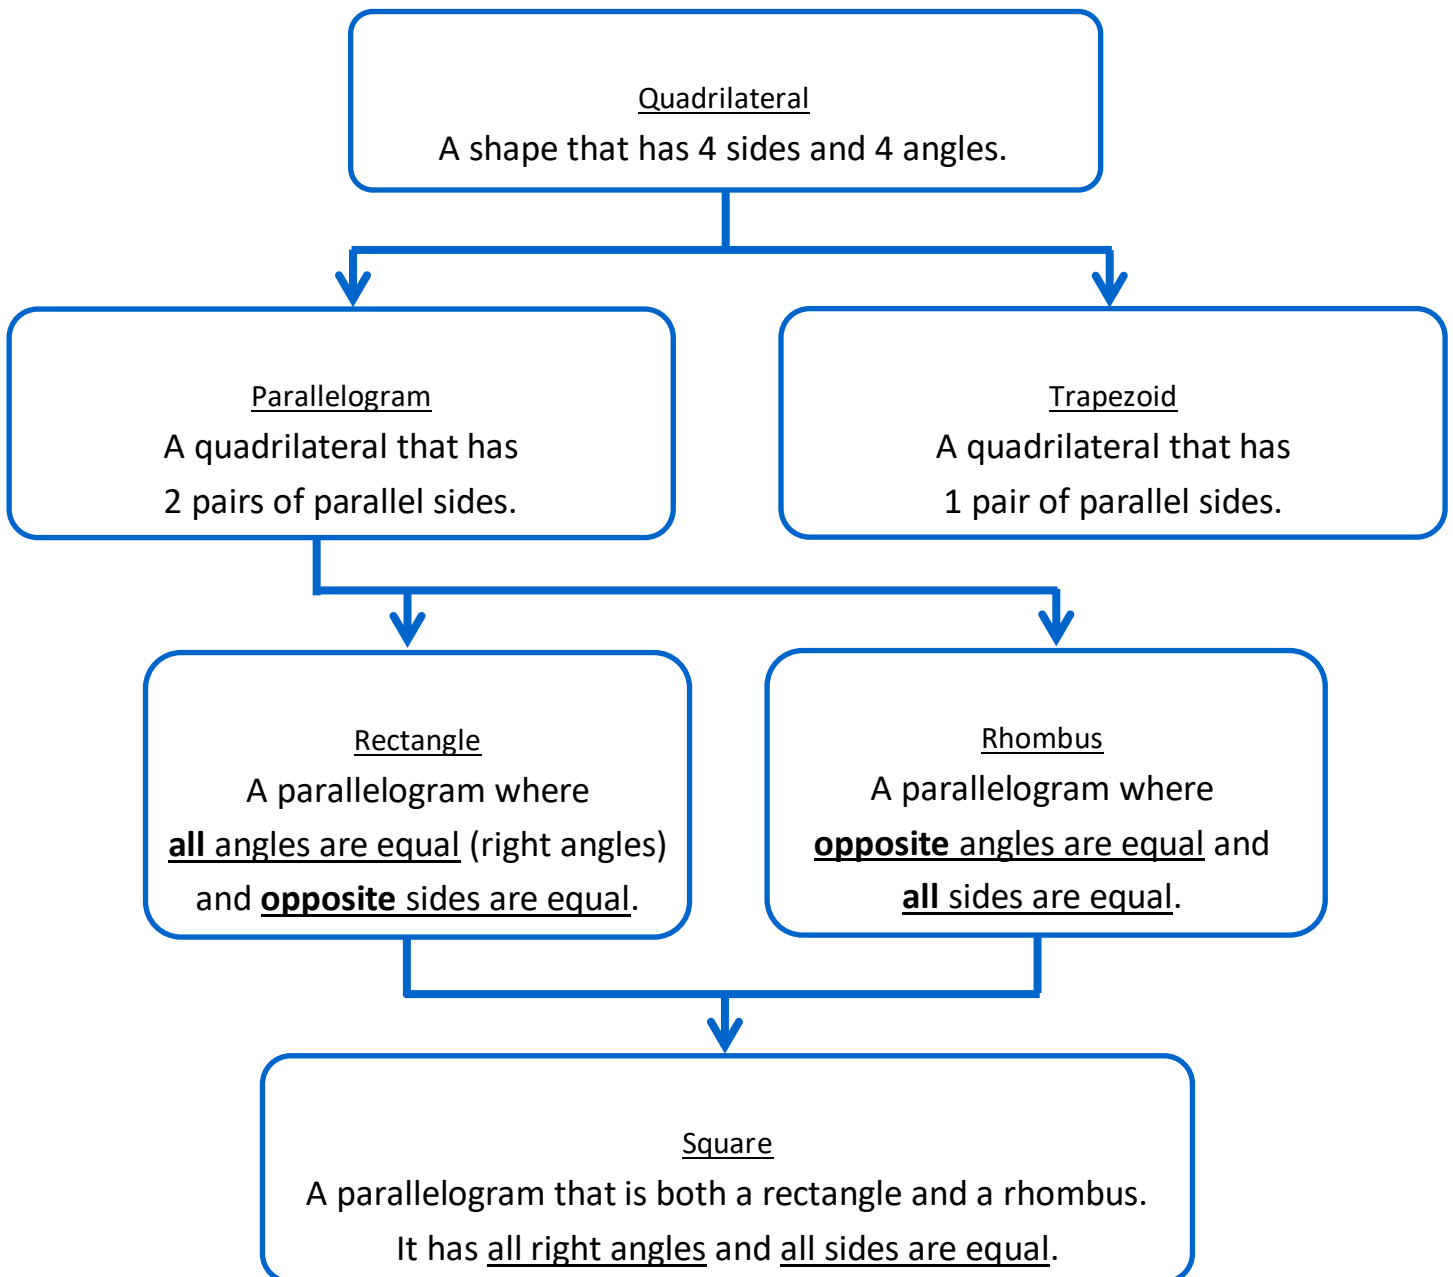 Quadrilateral
A shape that has 4 sides and 4 angles.
Parallelogram
A quadrilateral that has
2 pairs of parallel sides.
Trapezoid
A quadrilateral that has
1 pair of parallel sides.
Rectangle
A parallelogram where
all angles are equal (right angles)
and opposite sides are equal.
Rhombus
A parallelogram where
opposite angles are equal and
all sides are equal.
Square
A parallelogram that is both a rectangle and a rhombus.
It has all right angles and all sides are equal.